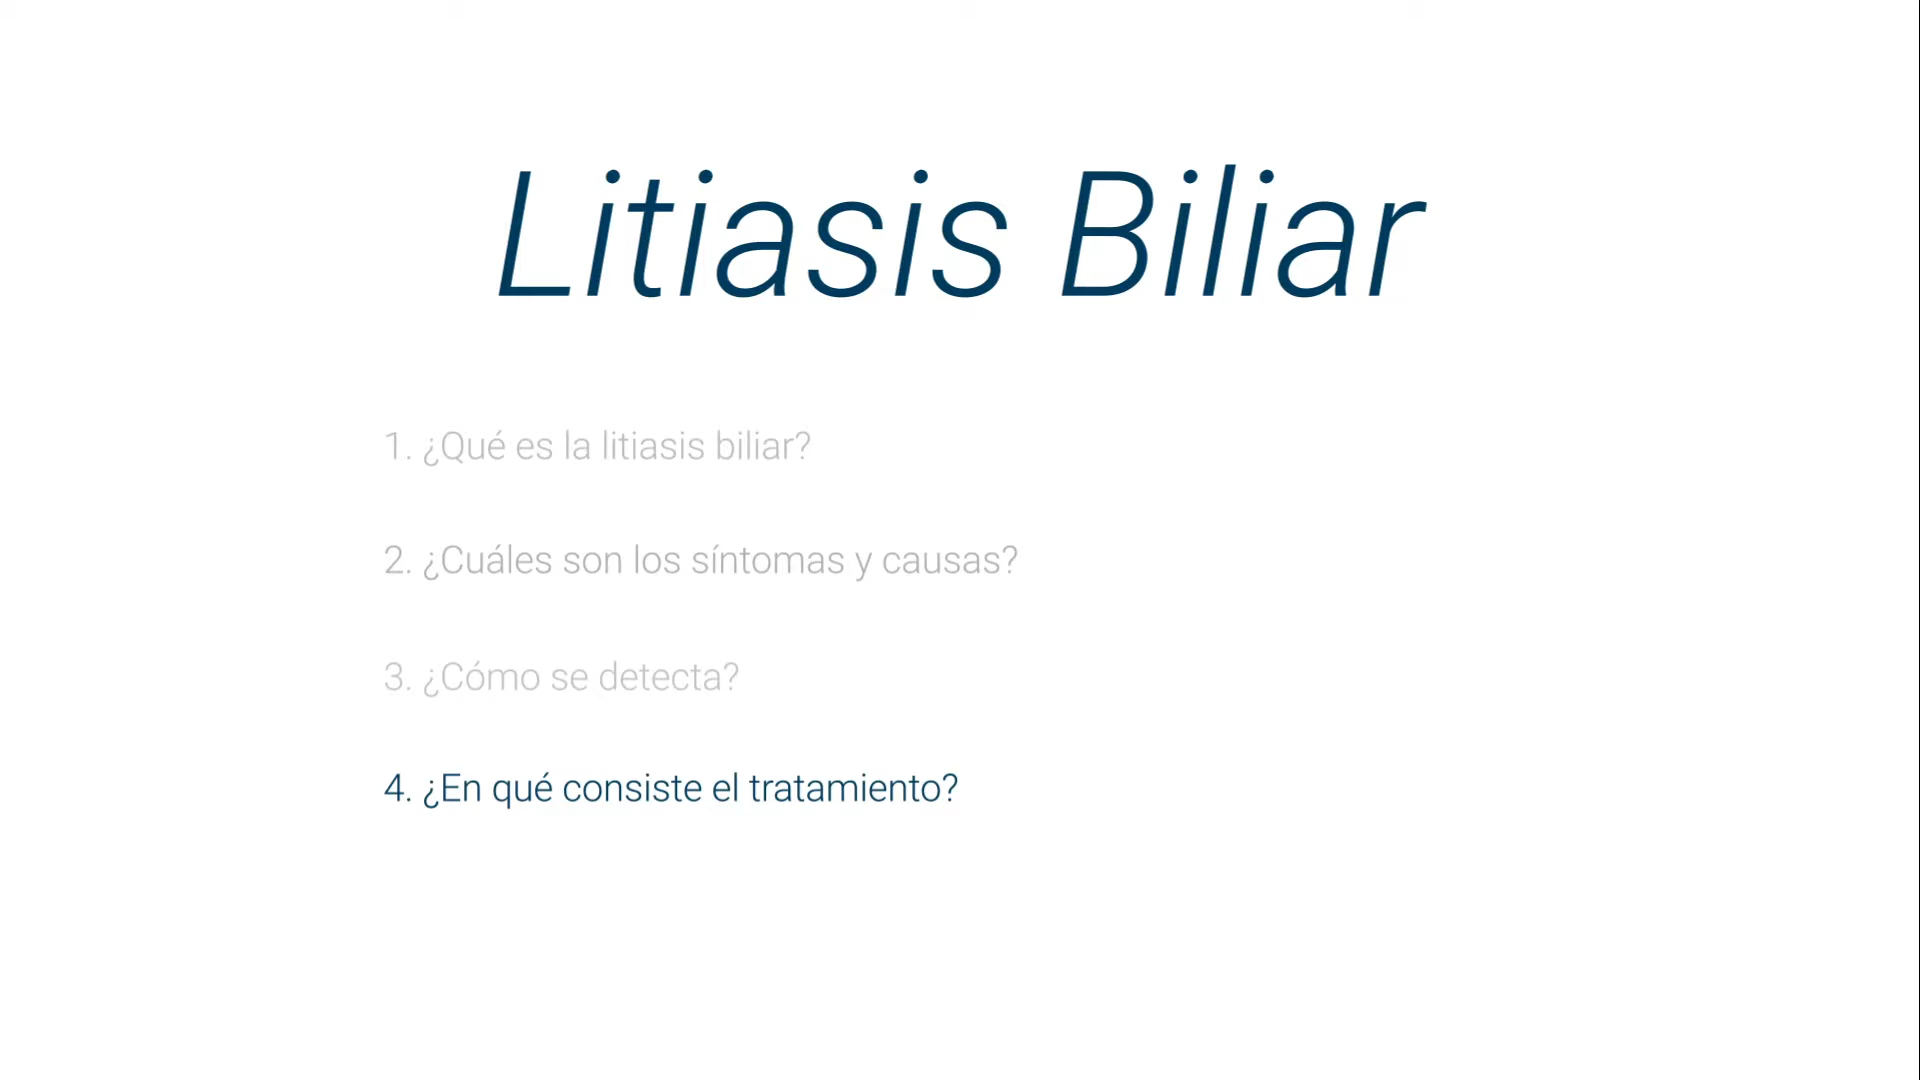 Litiasis Biliar
1. ¿Qué es la litiasis biliar?
2. ¿Cuáles son los síntomas y causas?
3. ¿Cómo se detecta?
4. ¿En qué consiste el tratamiento?